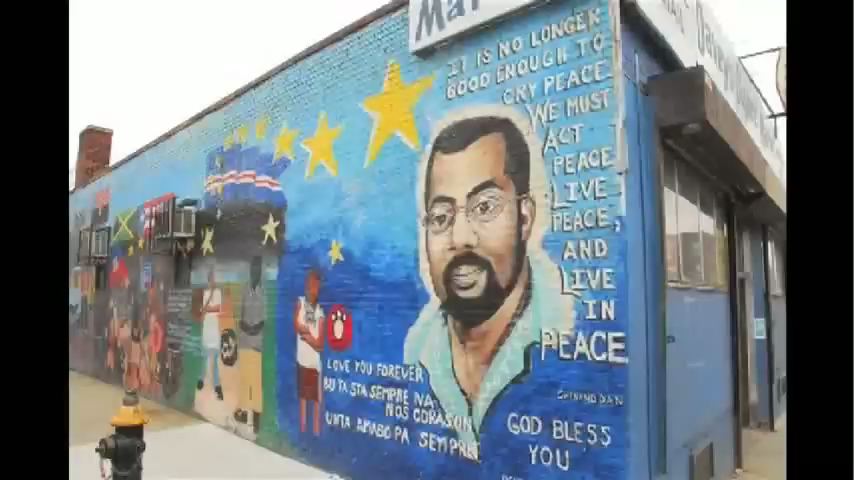 Mar
IT IS NO LONGER
GOOD ENOUGH TO
CRY PEACE
WE MUST
ACT
PEACE
LIVE
PEACE,
AND
LIVE
IN
PEACE
LOVE YOU FOREVER
BU TA STA SEMPRE NA
NOS CORASON
UNTA AMABO PA SEMPRE
GOD BLESS
YOU